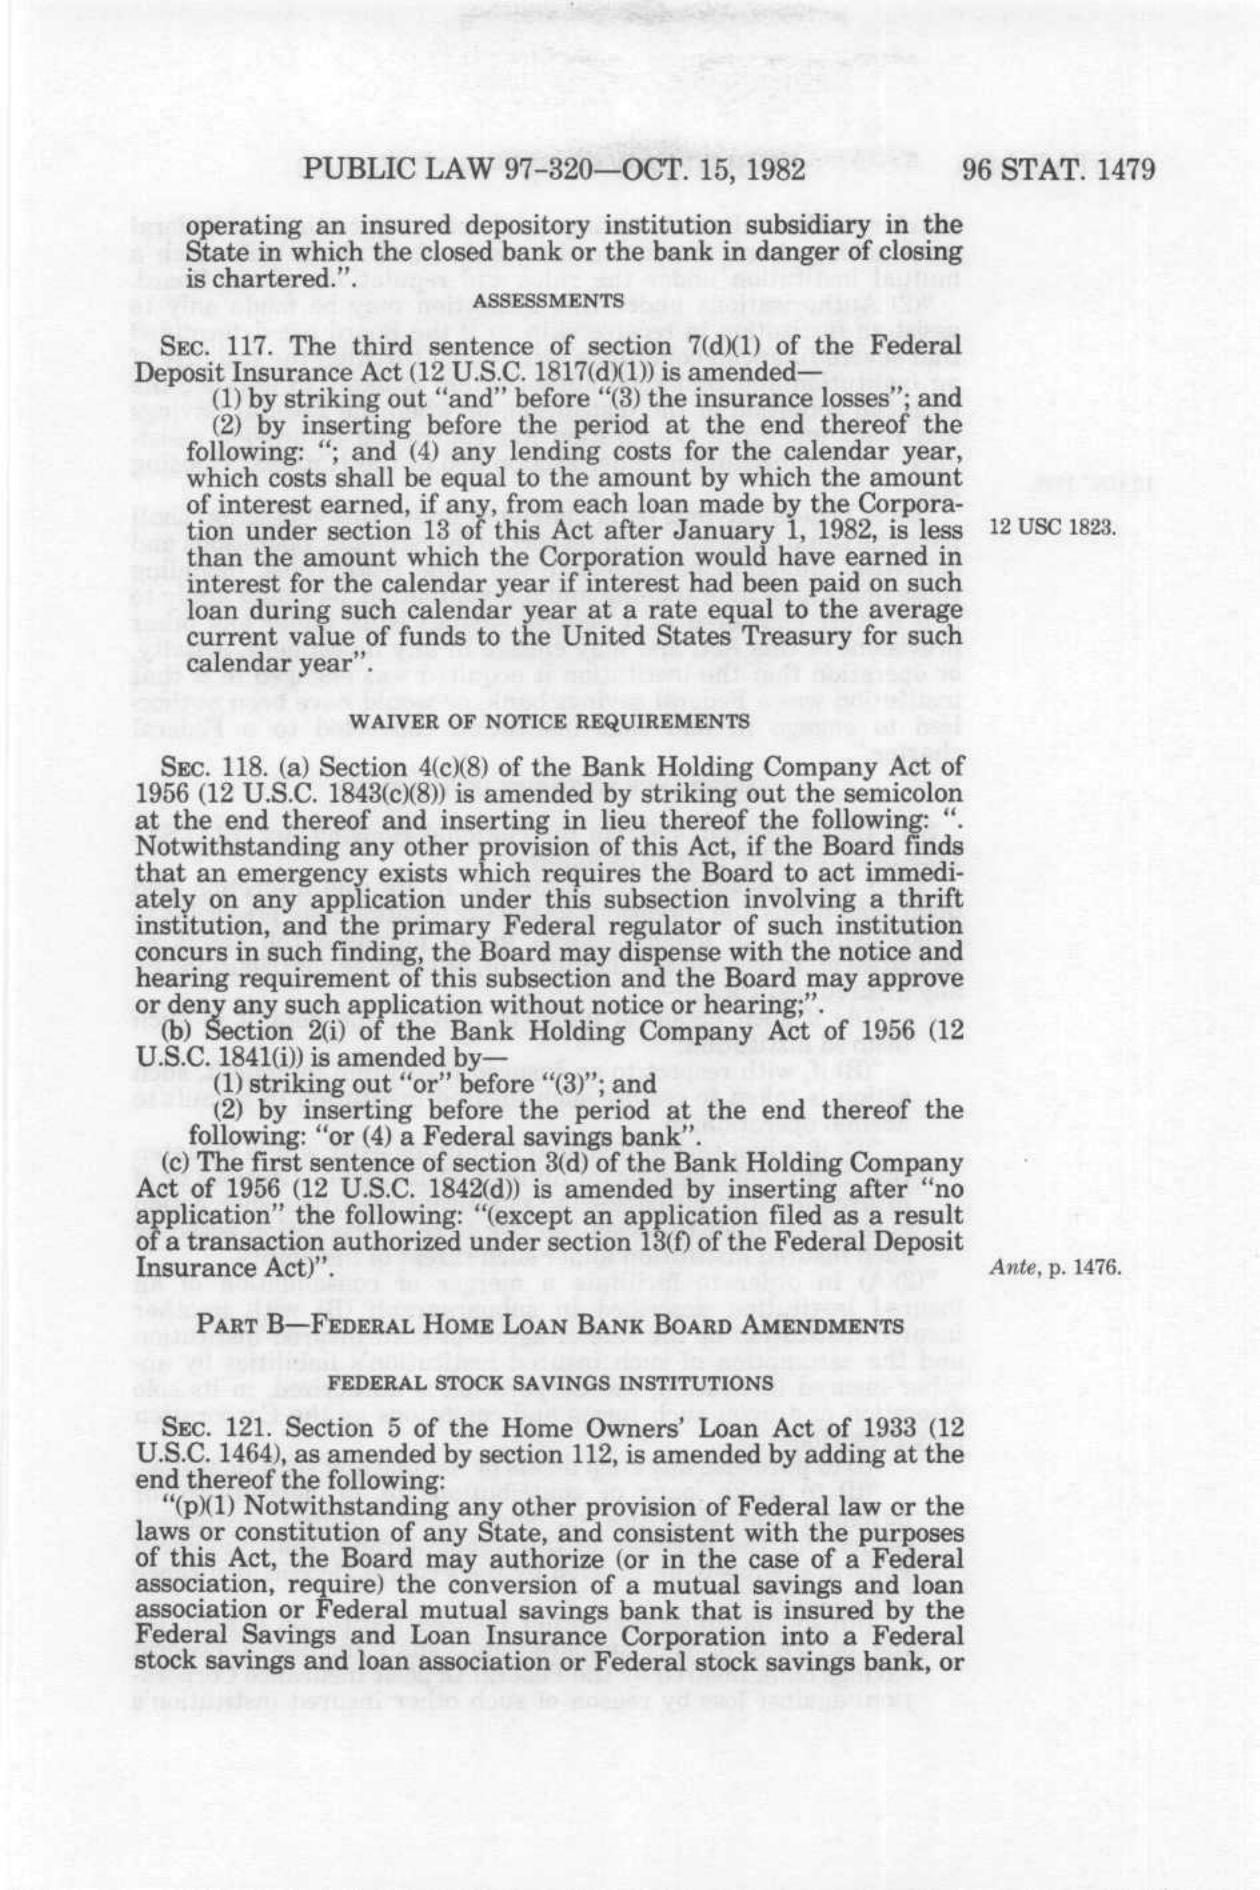 PUBLIC LAW 97-320—OCT. 15, 1982 96 STAT. 1479
operating an insured depository institution subsidiary in the
State in which the closed bank or the bank in danger of closing
is chartered.”.
ASSESSMENTS
SEC. 117. The third sentence of section 7(d)(1) of the Federal
Deposit Insurance Act (12 U.S.C. 1817(d)(1)) is amended—
(1) by striking out “and” before “(3) the insurance losses”; and
(2) by inserting before the period at the end thereof the
following: “; and (4) any lending costs for the calendar year,
which costs shall be equal to the amount by which the amount
of interest earned, if any, from each loan made by the Corpora-
tion under section 13 of this Act after January 1, 1982, is less
12 USC 1823.
than the amount which the Corporation would have earned in
interest for the calendar year if interest had been paid on such
loan during such calendar year at a rate equal to the average
current value of funds to the United States Treasury for such
calendar year”.
WAIVER OF NOTICE REQUIREMENTS
SEC. 118. (a) Section 4(c)(8) of the Bank Holding Company Act of
1956 (12 U.S.C. 1843(c)(8)) is amended by striking out the semicolon
at the end thereof and inserting in lieu thereof the following: “.
Notwithstanding any other provision of this Act, if the Board finds
that an emergency exists which requires the Board to act immedi-
ately on any application under this subsection involving a thrift
institution, and the primary Federal regulator of such institution
concurs in such finding, the Board may dispense with the notice and
hearing requirement of this subsection and the Board may approve
or deny any such application without notice or hearing;”.
(b) Section 2(i) of the Bank Holding Company Act of 1956 (12
U.S.C. 1841(i)) is amended by—
(1) striking out “or” before “(3)”; and
(2) by inserting before the period at the end thereof the
following: “or (4) a Federal savings bank”.
(c) The first sentence of section 3(d) of the Bank Holding Company
Act of 1956 (12 U.S.C. 1842(d)) is amended by inserting after “no
application” the following: “(except an application filed as a result
of a transaction authorized under section 13(f) of the Federal Deposit
Insurance Act)”.
Ante, p. 1476.
PART B—FEDERAL HOME LOAN BANK BOARD AMENDMENTS
FEDERAL STOCK SAVINGS INSTITUTIONS
SEC. 121. Section 5 of the Home Owners’ Loan Act of 1933 (12
U.S.C. 1464), as amended by section 112, is amended by adding at the
end thereof the following:
“(p)(1) Notwithstanding any other provision of Federal law or the
laws or constitution of any State, and consistent with the purposes
of this Act, the Board may authorize (or in the case of a Federal
association, require) the conversion of a mutual savings and loan
association or Federal mutual savings bank that is insured by the
Federal Savings and Loan Insurance Corporation into a Federal
stock savings and loan association or Federal stock savings bank, or